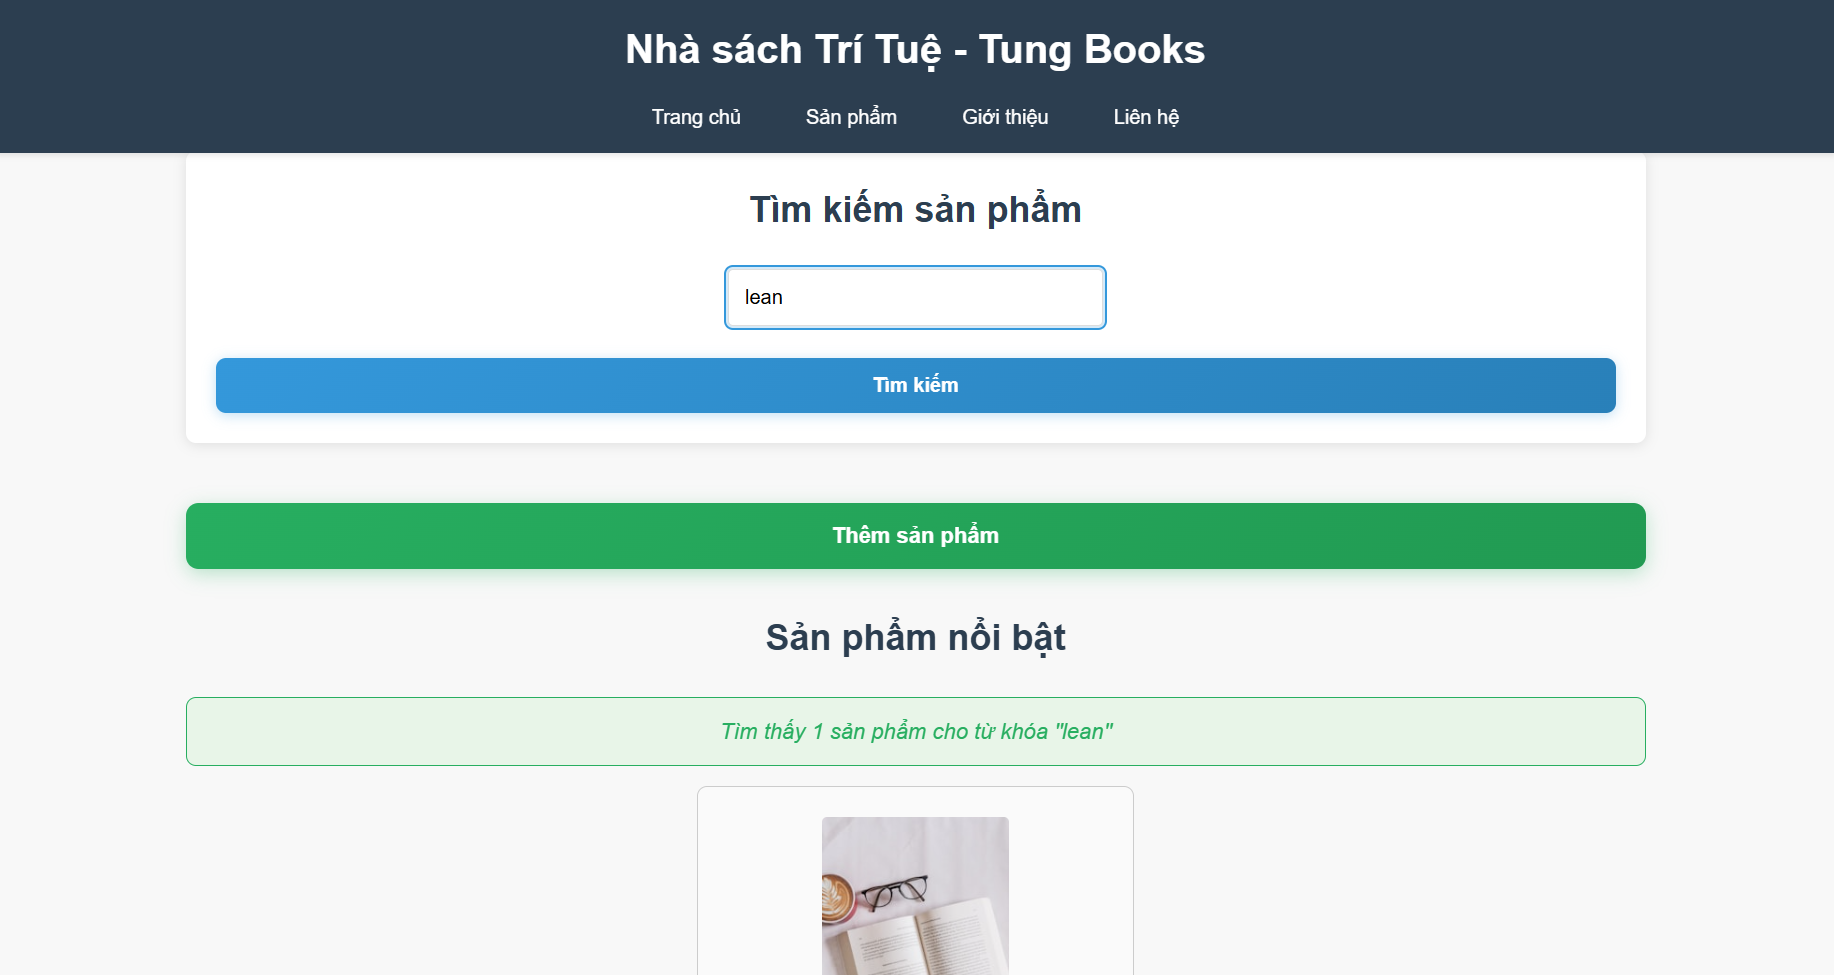 Nhà sách Trí Tuệ - Tung Books
Trang chủ Sản phẩm Giới thiệu Liên hệ
Tìm kiếm sản phẩm
lean
Tìm kiếm
Thêm sản phẩm
Sản phẩm nổi bật
Tìm thấy 1 sản phẩm cho từ khóa "lean"